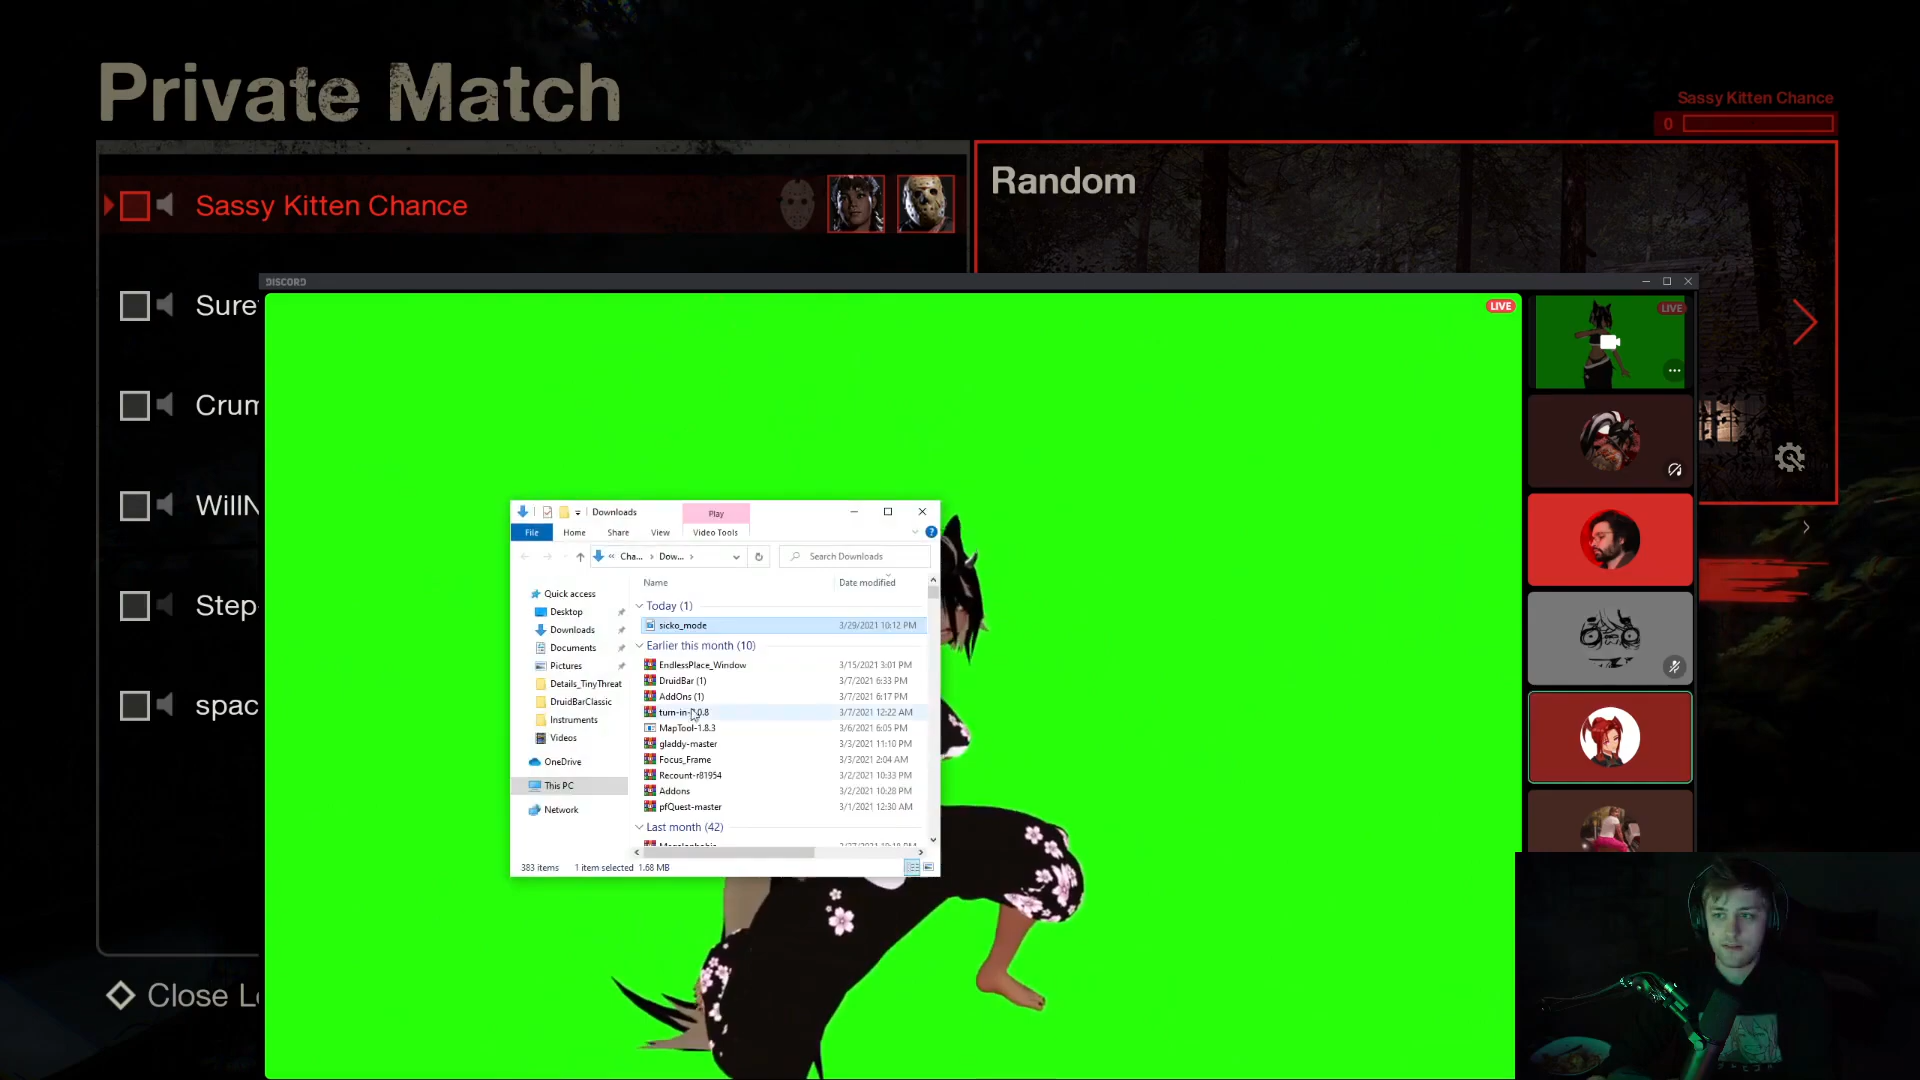 Private Match
Sassy Kitten Chance
0
Sassy Kitten Chance
Random
DISCORD
Sure
LIVE
LIVE
Crum
WillN
Downloads
Play
File
Home
Share
View
Video Tools
« Cha... › Dow... ›
Search Downloads
Name
Date modified
Quick access
Desktop
Downloads
Documents
Pictures
Details_TinyThreat
DruidBarClassic
Instruments
Videos
OneDrive
This PC
Network
Today (1)
sicko_mode 3/29/2021 10:12 PM
Earlier this month (10)
EndlessPlace_Window 3/15/2021 3:01 PM
DruidBar (1) 3/7/2021 6:33 PM
AddOns (1) 3/7/2021 6:17 PM
3/7/2021 12:22 AM
MapTool-1.8.3 3/6/2021 6:05 PM
gladdy-master 3/3/2021 11:10 PM
Focus_Frame 3/3/2021 2:04 AM
Recount-r81954 3/2/2021 10:33 PM
Addons 3/2/2021 10:28 PM
pfQuest-master 3/1/2021 12:30 AM
Last month (42)
383 items 1 item selected 1.68 MB
Step
spac
Close